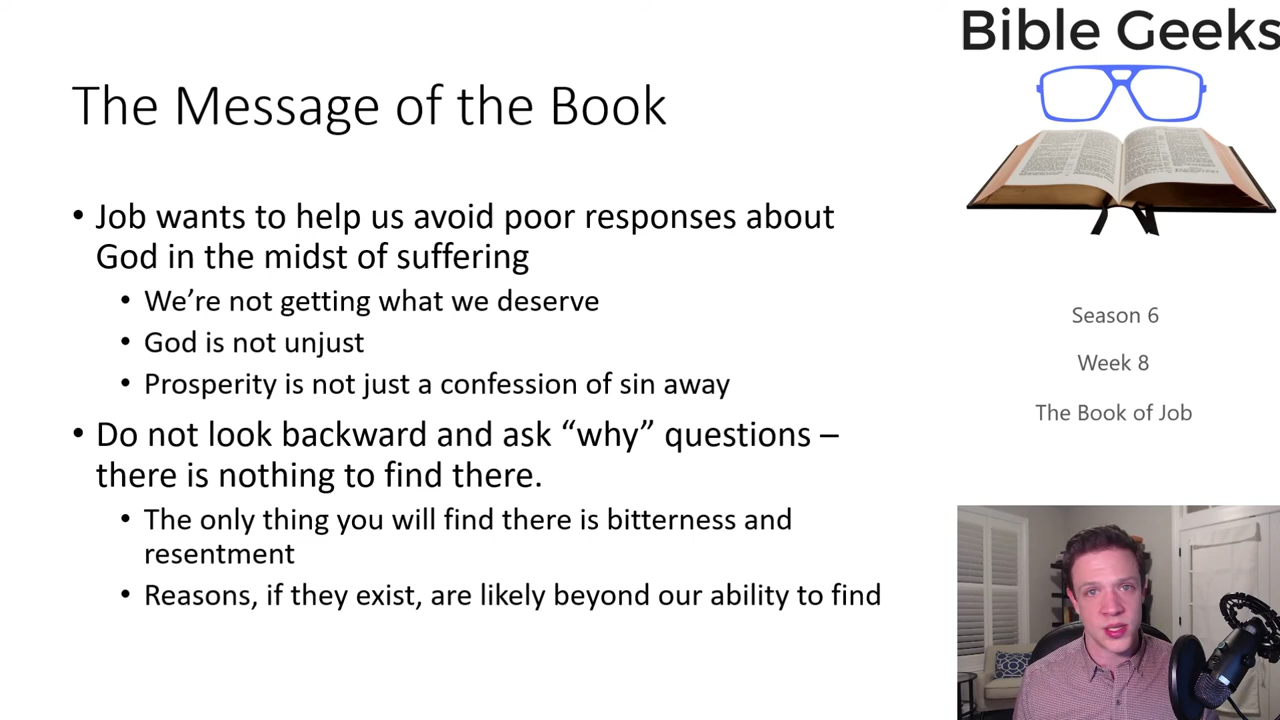 The Message of the Book
• Job wants to help us avoid poor responses about
God in the midst of suffering
• We’re not getting what we deserve
• God is not unjust
• Prosperity is not just a confession of sin away
• Do not look backward and ask “why” questions –
there is nothing to find there.
• The only thing you will find there is bitterness and
resentment
• Reasons, if they exist, are likely beyond our ability to find
Bible Geeks
Season 6
Week 8
The Book of Job